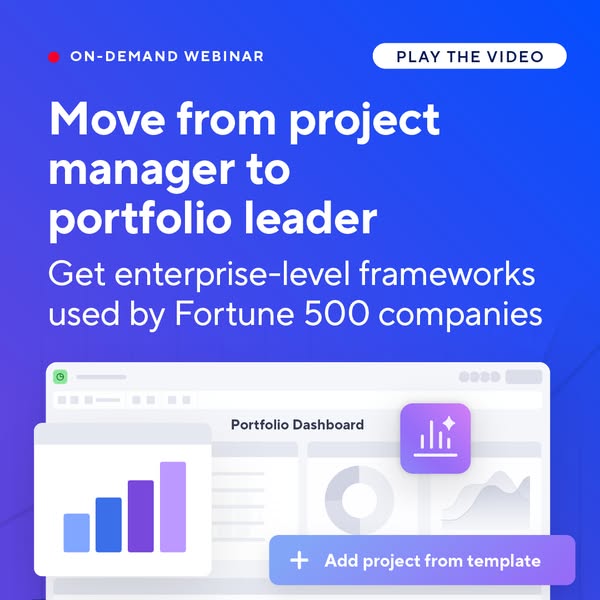 ON-DEMAND WEBINAR
PLAY THE VIDEO
Move from project
manager to
portfolio leader
Get enterprise-level frameworks
used by Fortune 500 companies
Portfolio Dashboard
+ Add project from template